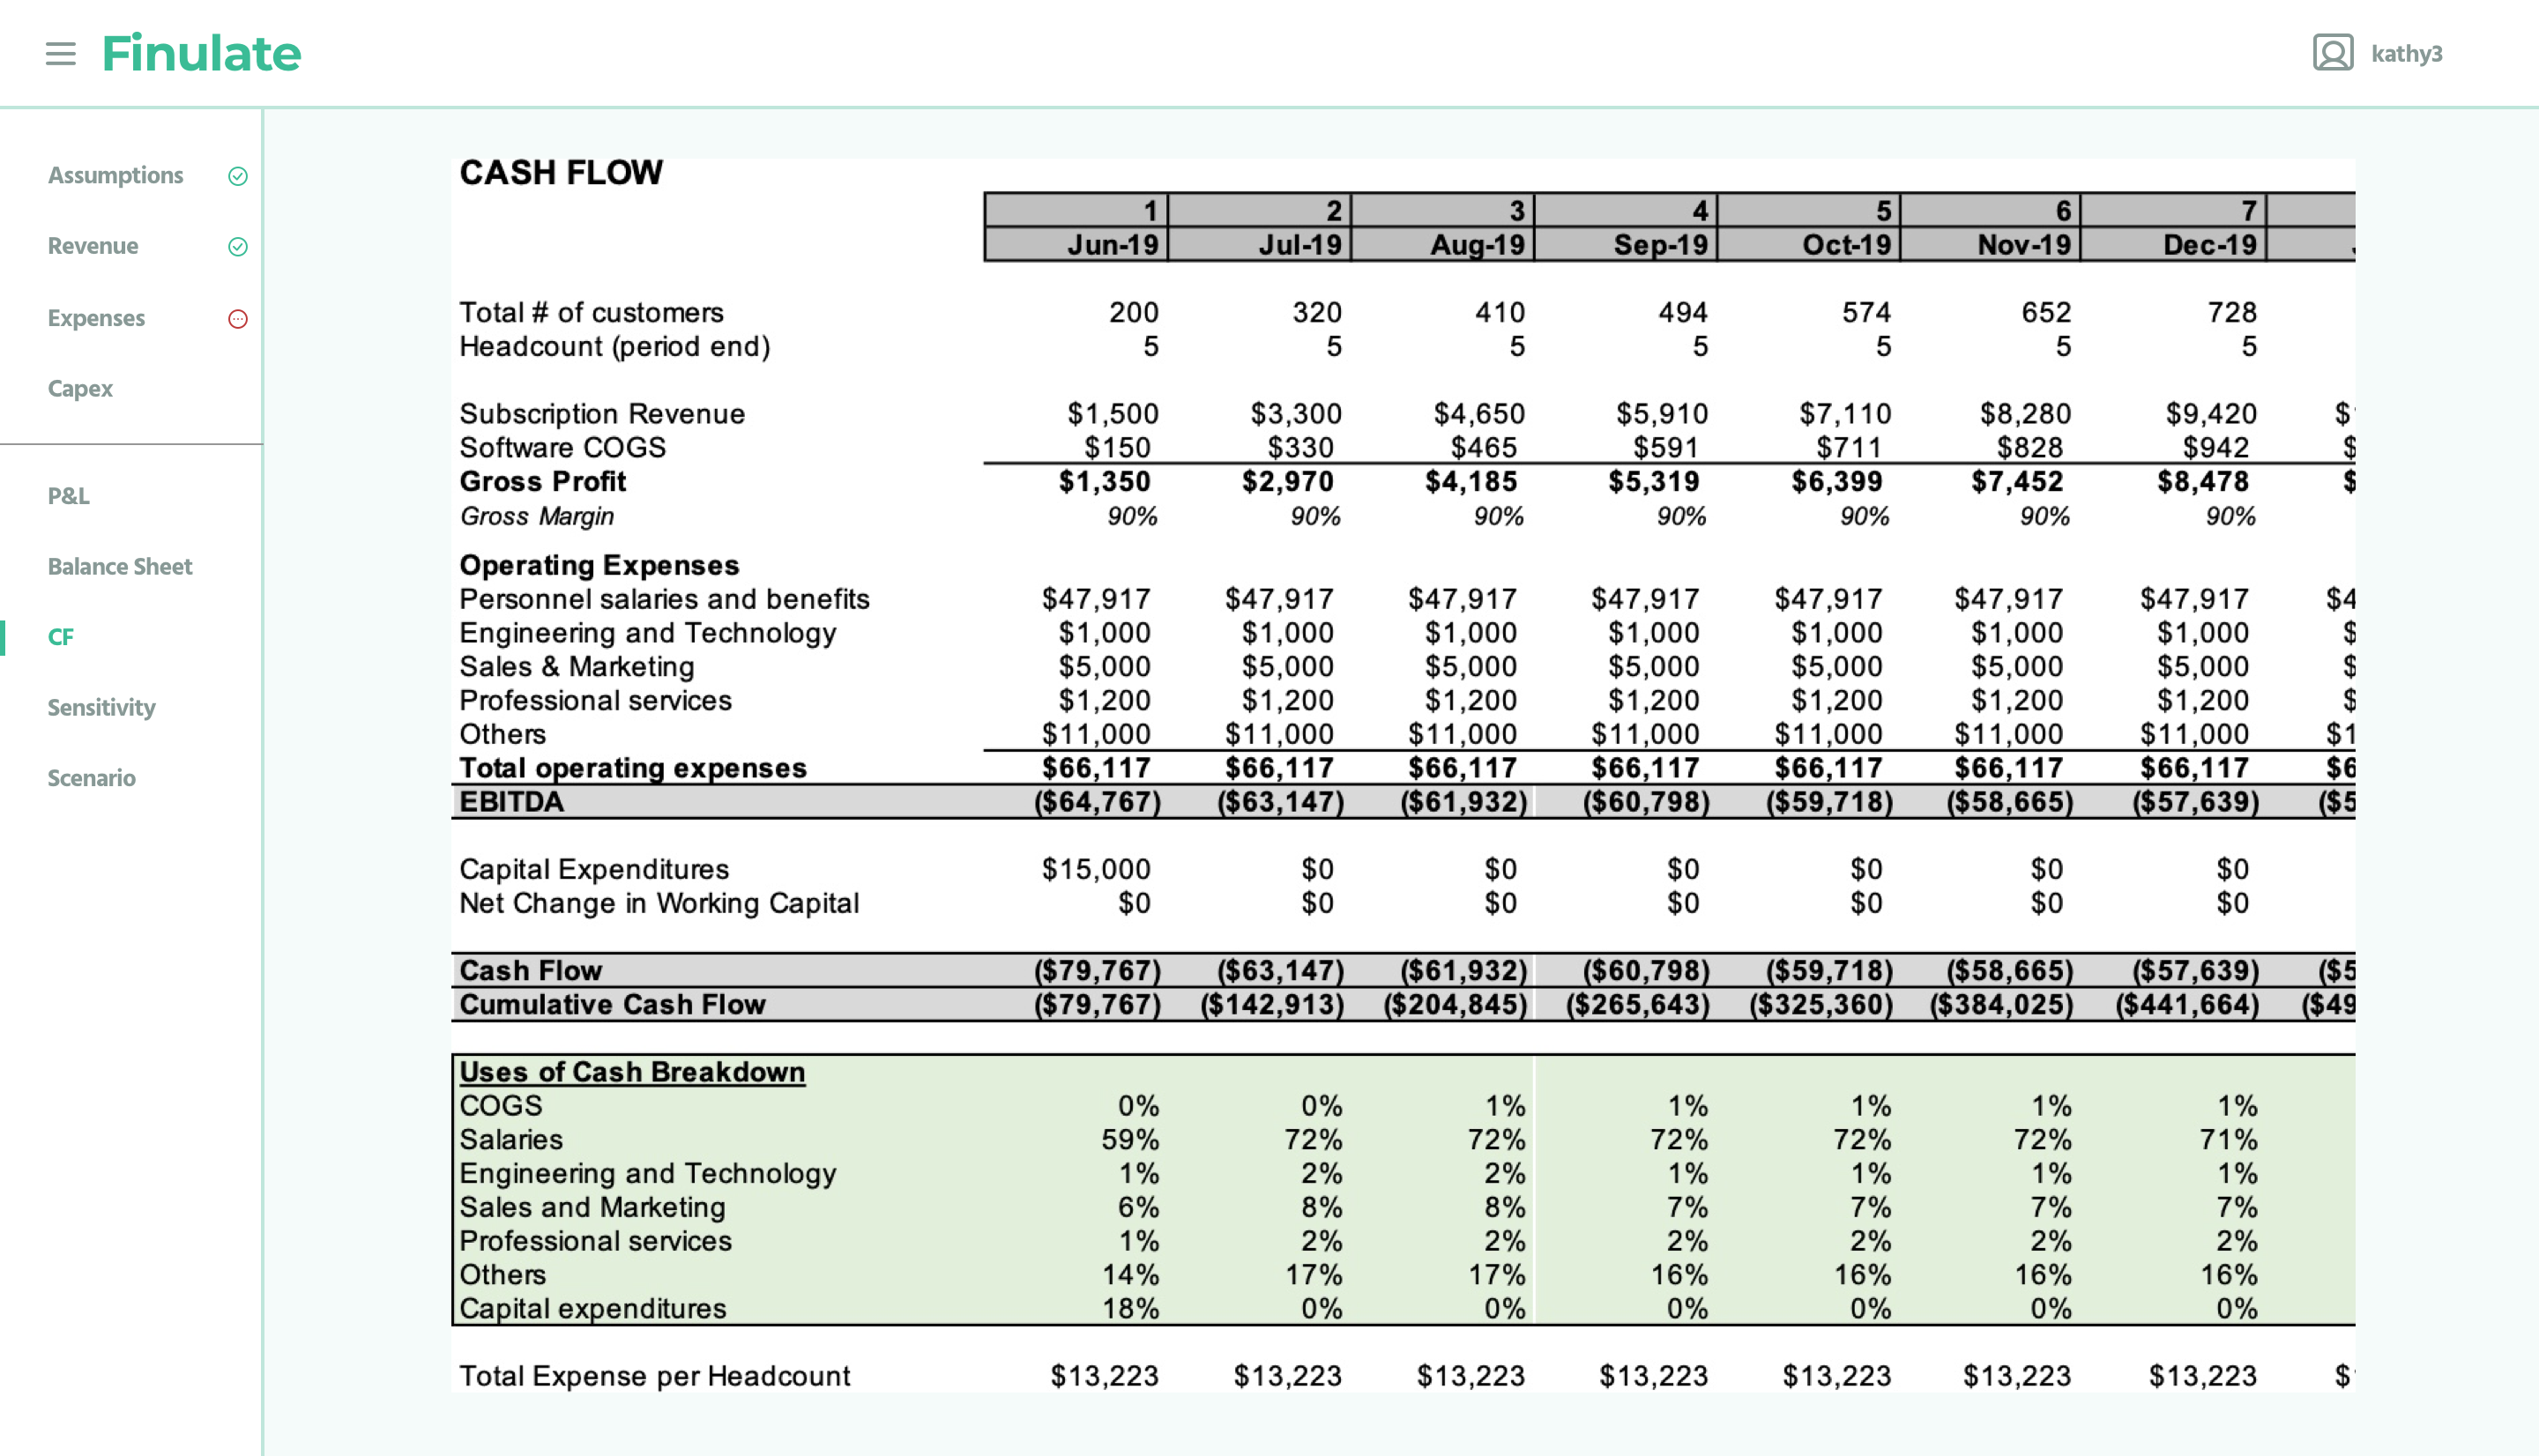 Finulate
kathy3
Assumptions
Revenue
Expenses
Capex
P&L
Balance Sheet
CF
Sensitivity
Scenario
CASH FLOW
1 2 3 4 5 6 7
Jun-19 Jul-19 Aug-19 Sep-19 Oct-19 Nov-19 Dec-19
Total # of customers 200 320 410 494 574 652 728
Headcount (period end) 5 5 5 5 5 5 5
Subscription Revenue $1,500 $3,300 $4,650 $5,910 $7,110 $8,280 $9,420 $
Software COGS $150 $330 $465 $591 $711 $828 $942 $
Gross Profit $1,350 $2,970 $4,185 $5,319 $6,399 $7,452 $8,478 $
Gross Margin 90% 90% 90% 90% 90% 90% 90%
Operating Expenses
Personnel salaries and benefits $47,917 $47,917 $47,917 $47,917 $47,917 $47,917 $47,917 $4
Engineering and Technology $1,000 $1,000 $1,000 $1,000 $1,000 $1,000 $1,000 $
Sales & Marketing $5,000 $5,000 $5,000 $5,000 $5,000 $5,000 $5,000 $
Professional services $1,200 $1,200 $1,200 $1,200 $1,200 $1,200 $1,200 $
Others $11,000 $11,000 $11,000 $11,000 $11,000 $11,000 $11,000 $1
Total operating expenses $66,117 $66,117 $66,117 $66,117 $66,117 $66,117 $66,117 $6
EBITDA ($64,767) ($63,147) ($61,932) ($60,798) ($59,718) ($58,665) ($57,639) ($5
Capital Expenditures $15,000 $0 $0 $0 $0 $0 $0
Net Change in Working Capital $0 $0 $0 $0 $0 $0 $0
Cash Flow ($79,767) ($63,147) ($61,932) ($60,798) ($59,718) ($58,665) ($57,639) ($5
Cumulative Cash Flow ($79,767) ($142,913) ($204,845) ($265,643) ($325,360) ($384,025) ($441,664) ($49
Uses of Cash Breakdown
COGS 0% 0% 1% 1% 1% 1% 1%
Salaries 59% 72% 72% 72% 72% 72% 71%
Engineering and Technology 1% 2% 2% 1% 1% 1% 1%
Sales and Marketing 6% 8% 8% 7% 7% 7% 7%
Professional services 1% 2% 2% 2% 2% 2% 2%
Others 14% 17% 17% 16% 16% 16% 16%
Capital expenditures 18% 0% 0% 0% 0% 0% 0%
Total Expense per Headcount $13,223 $13,223 $13,223 $13,223 $13,223 $13,223 $13,223 $